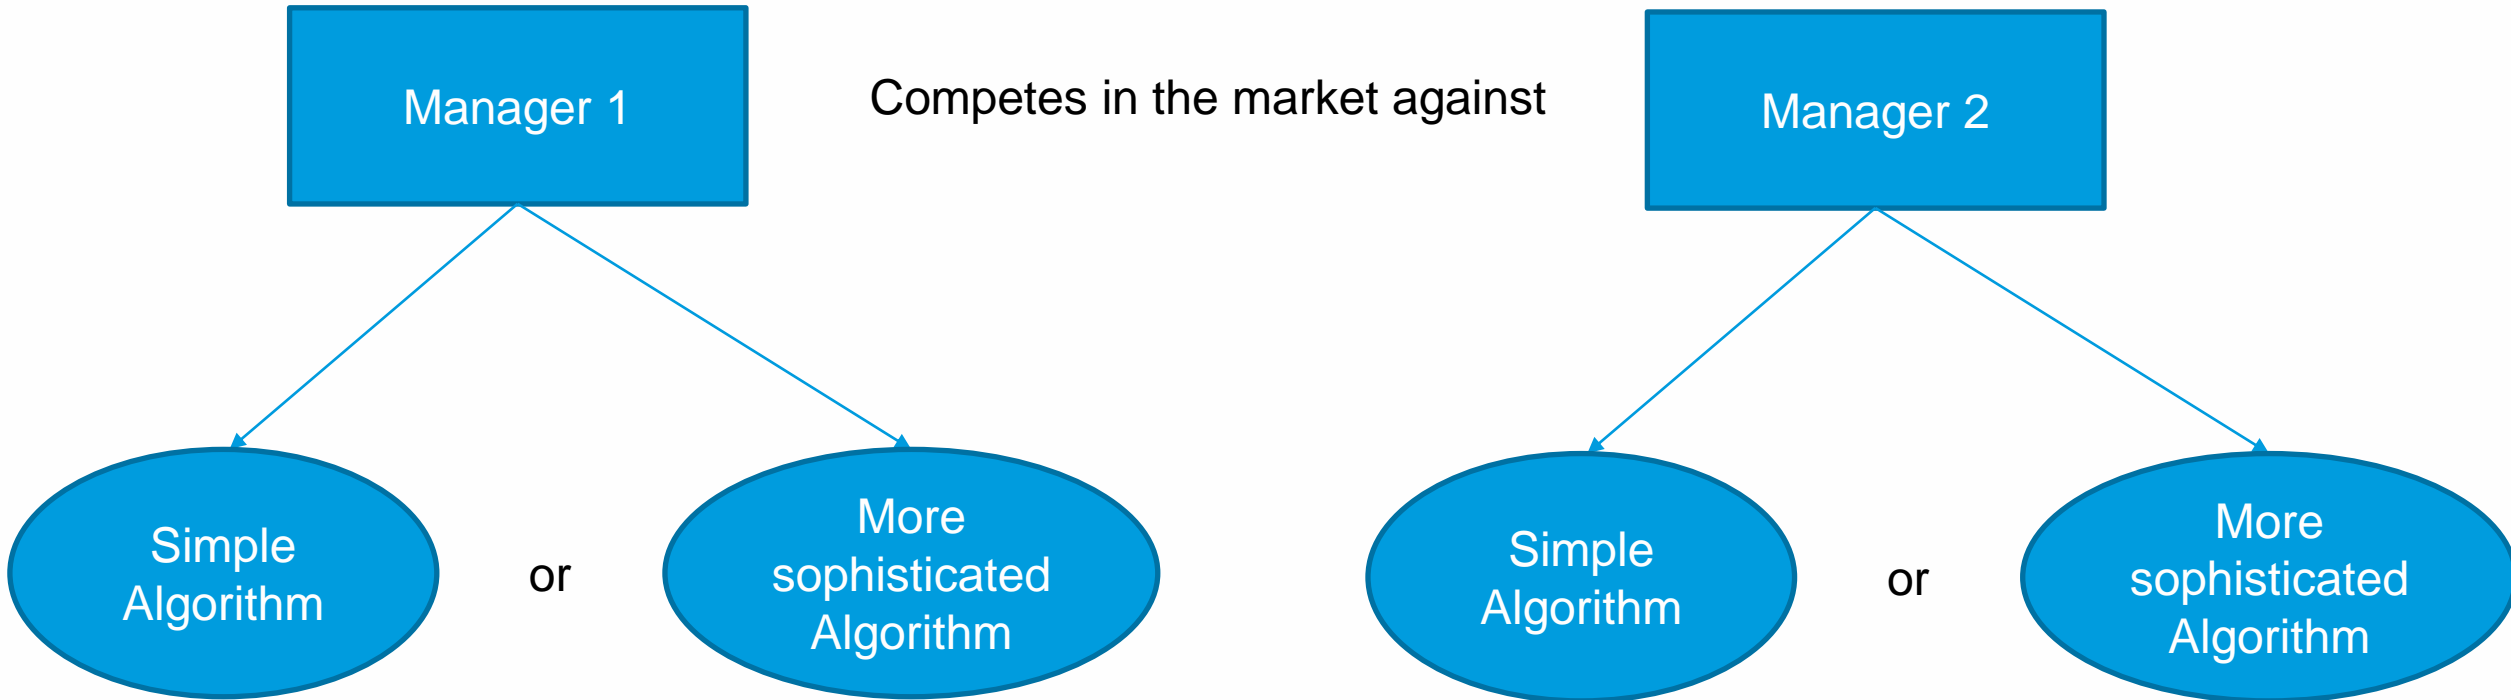 Manager 1
Competes in the market against
Manager 2
Simple
Algorithm
or
More
sophisticated
Algorithm
Simple
Algorithm
or
More
sophisticated
Algorithm